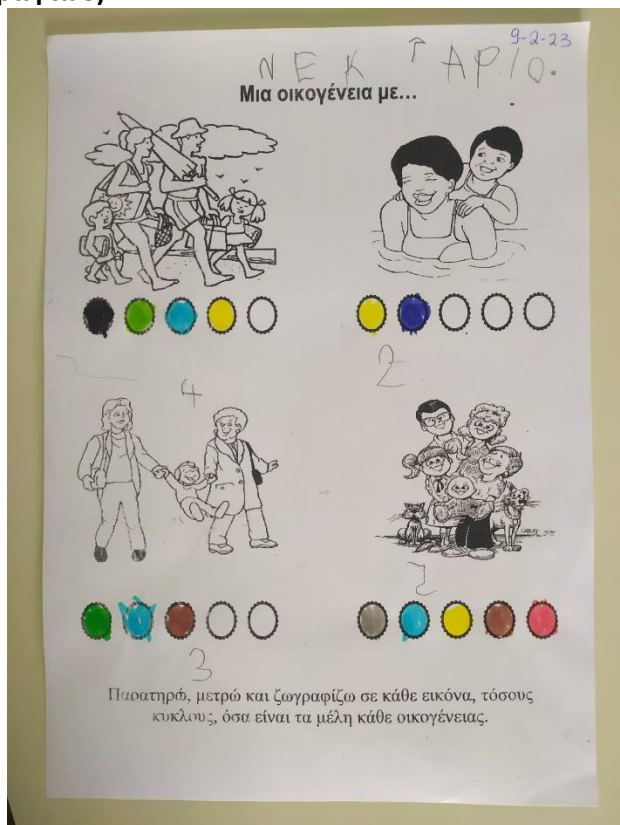 9-2-23
ΝΕΚΤΑΡΙΟ.
Μια οικογένεια με...
4
2
3
Παρατηρώ, μετρώ και ζωγραφίζω σε κάθε εικόνα, τόσους
κύκλους, όσα είναι τα μέλη κάθε οικογένειας.